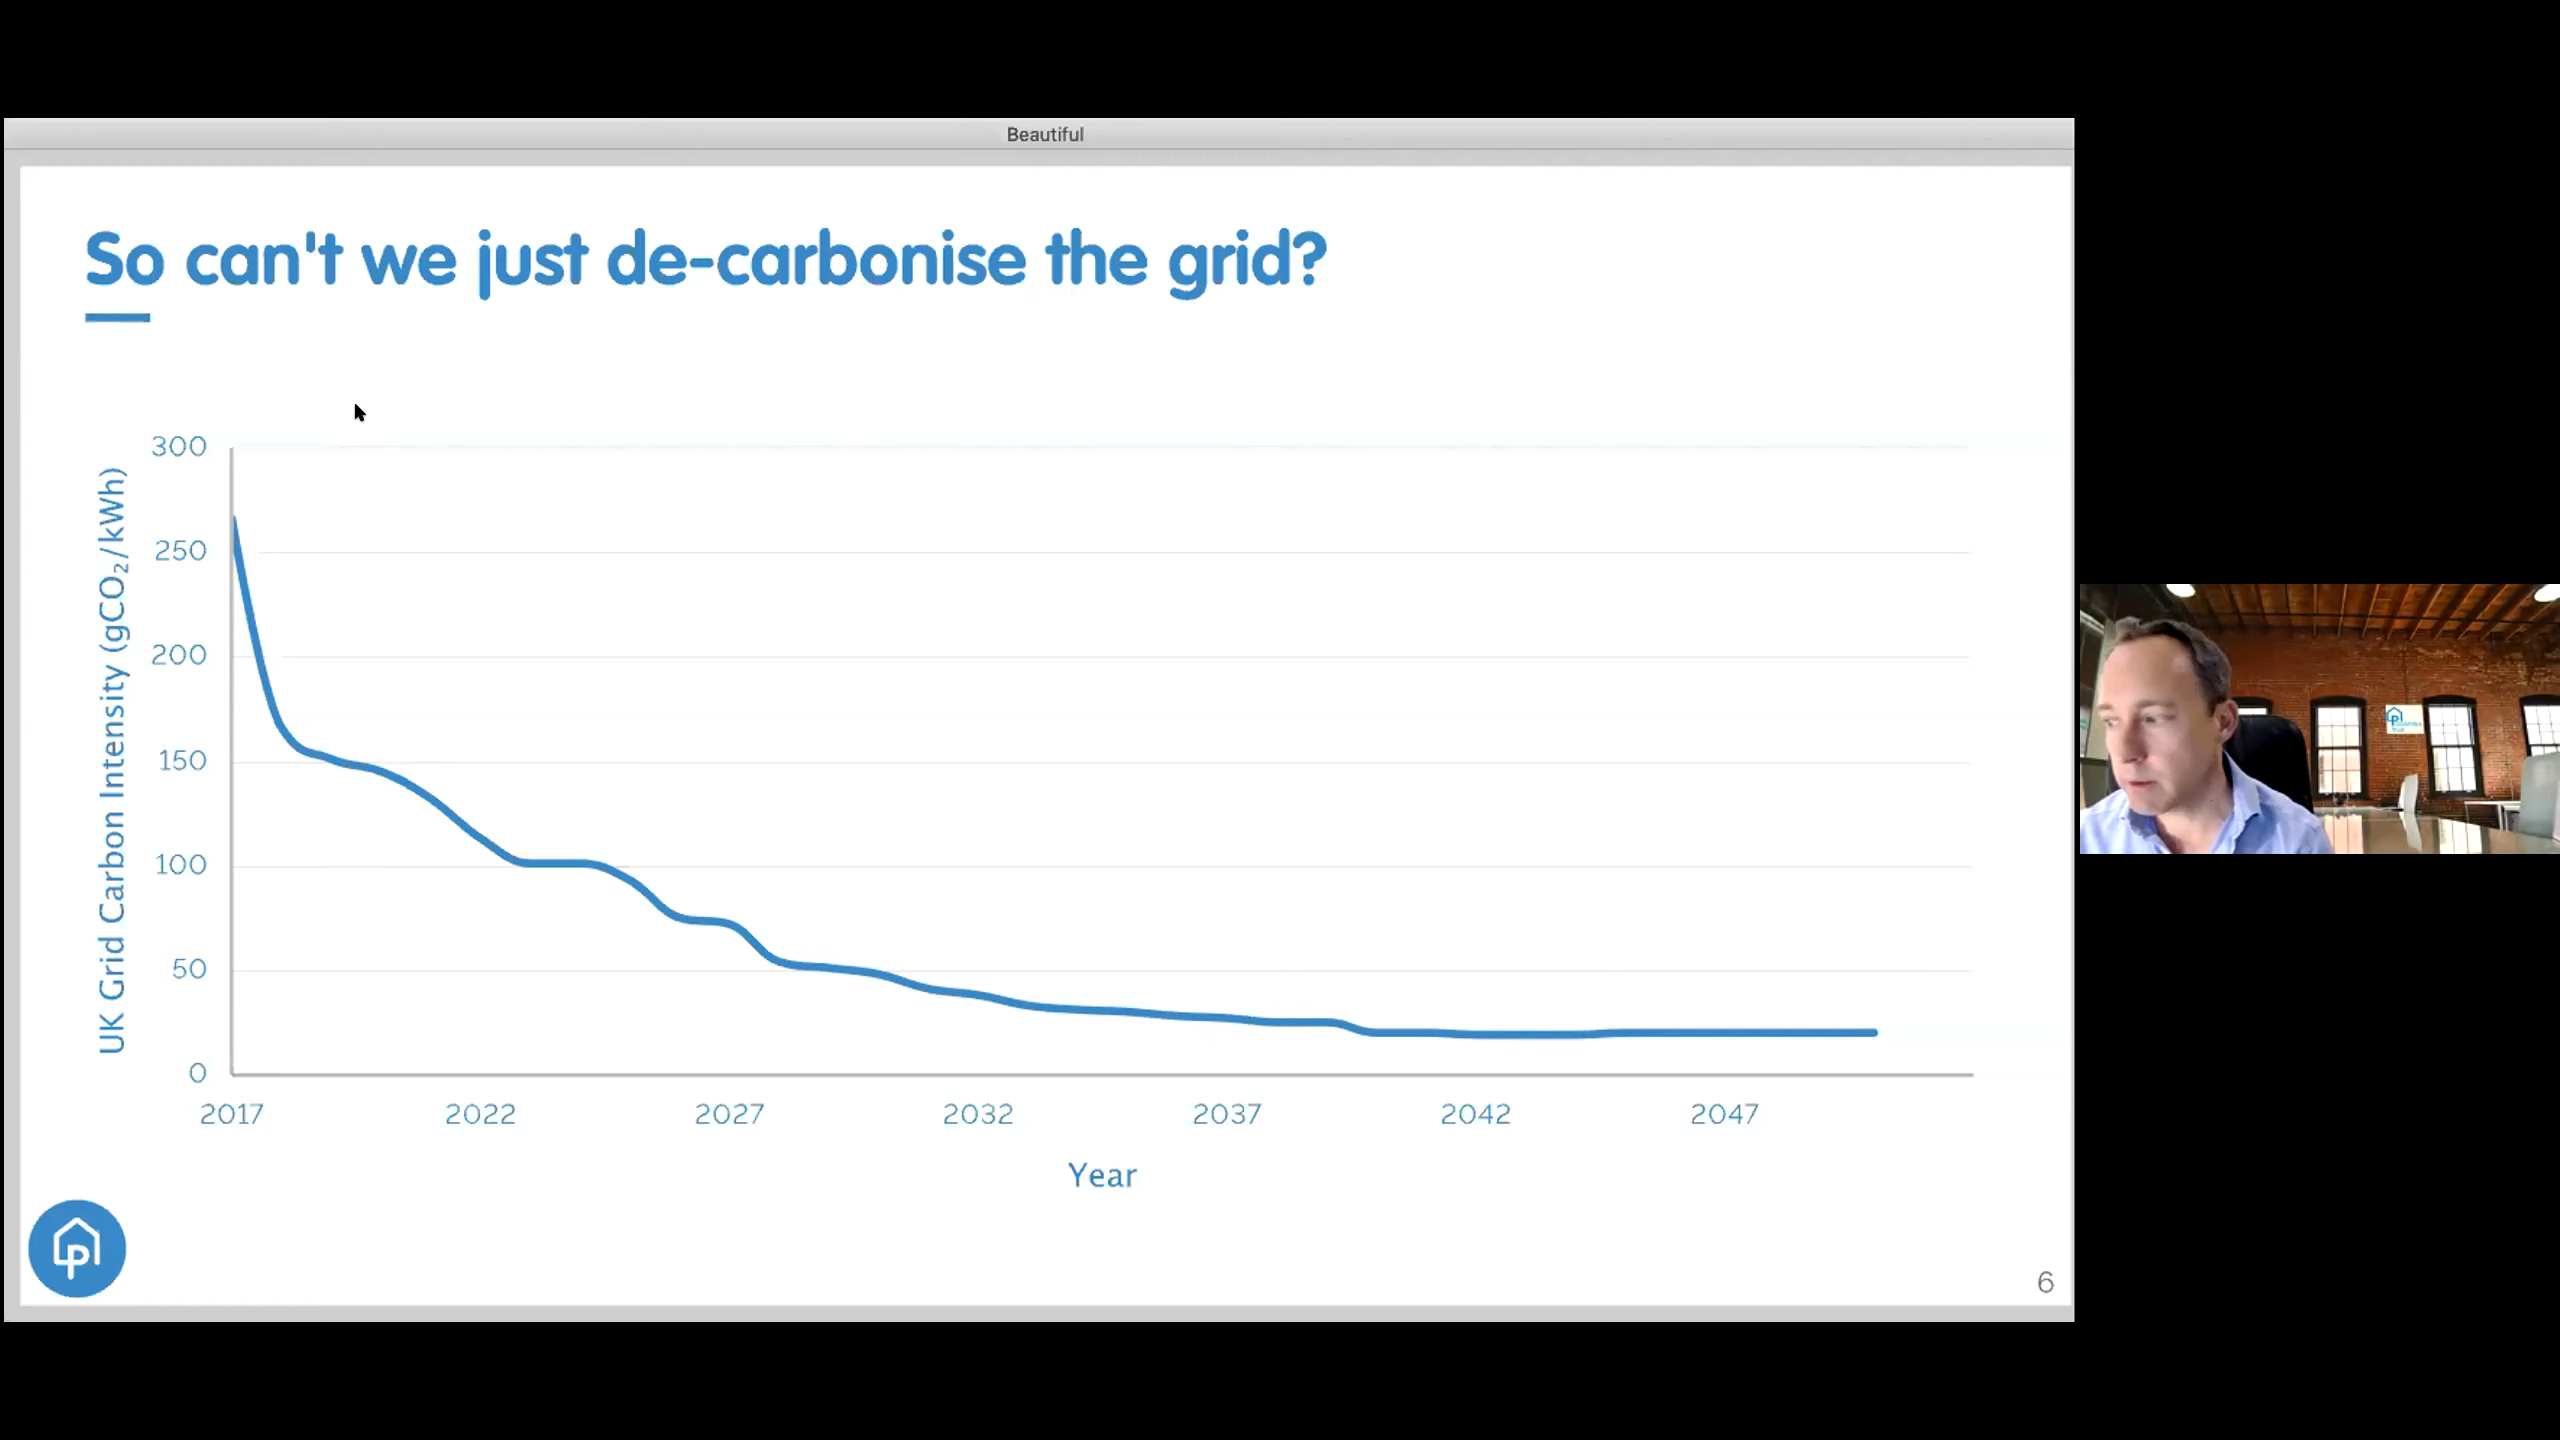 Beautiful
So can't we just de-carbonise the grid?
UK Grid Carbon Intensity (gCO₂/kWh)
300
250
200
150
100
50
0
2017 2022 2027 2032 2037 2042 2047
Year
p
6